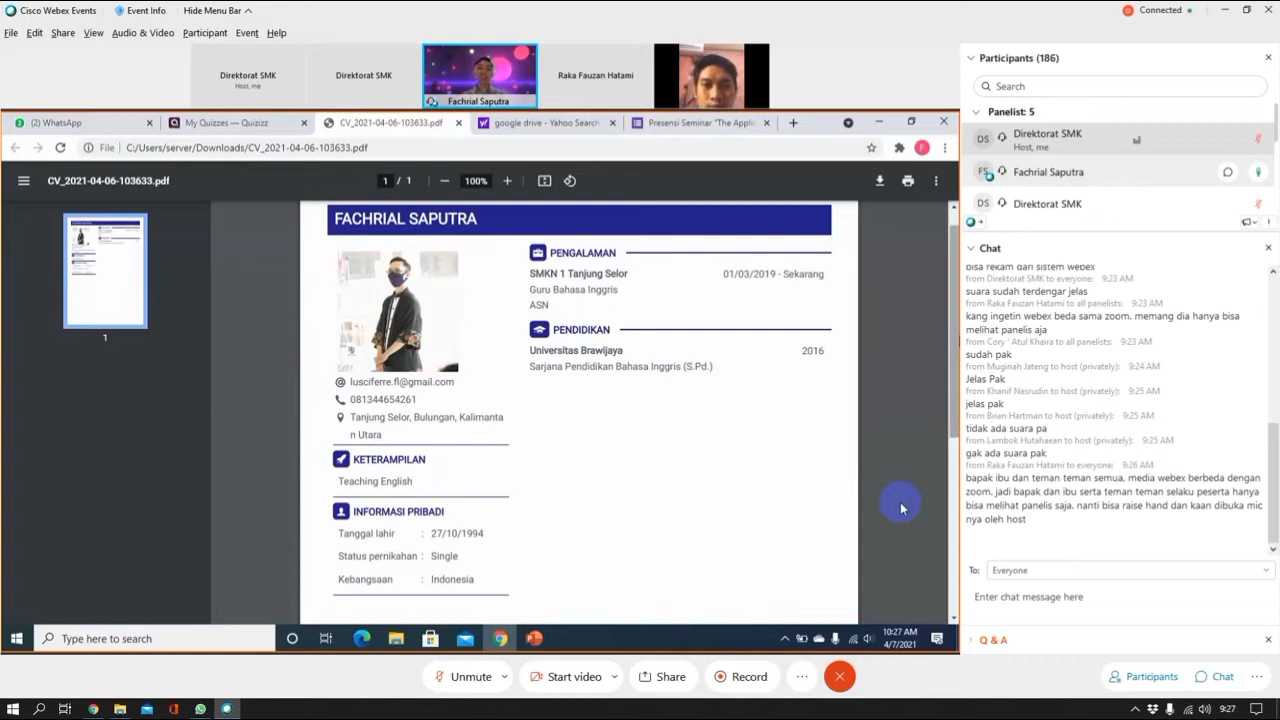 Cisco Webex Events
Event Info
Hide Menu Bar
Connected
File Edit Share View Audio & Video Participant Event Help
Direktorat SMK
Host, me
Direktorat SMK
Fachrial Saputra
Raka Fauzan Hatami
(2) WhatsApp
My Quizzes — Quizizz
CV_2021-04-06-103633.pdf
google drive - Yahoo Search
Presensi Seminar "The Appli
File
C:/Users/server/Downloads/CV_2021-04-06-103633.pdf
F
CV_2021-04-06-103633.pdf
1 / 1
100%
1
FACHRIAL SAPUTRA
lusciferre.fl@gmail.com
081344654261
Tanjung Selor, Bulungan, Kalimanta
n Utara
KETERAMPILAN
Teaching English
INFORMASI PRIBADI
Tanggal lahir : 27/10/1994
Status pernikahan : Single
Kebangsaan : Indonesia
PENGALAMAN
SMKN 1 Tanjung Selor 01/03/2019 - Sekarang
Guru Bahasa Inggris
ASN
PENDIDIKAN
Universitas Brawijaya 2016
Sarjana Pendidikan Bahasa Inggris (S.Pd.)
Type here to search
10:27 AM
4/7/2021
Participants (186)
Search
Panelist: 5
DS Direktorat SMK
Host, me
FS Fachrial Saputra
DS Direktorat SMK
Chat
bisa rekam dari sistem webex
from Direktorat SMK to everyone: 9:23 AM
suara sudah terdengar jelas
from Raka Fauzan Hatami to all panelists: 9:23 AM
kang ingetin webex beda sama zoom. memang dia hanya bisa
melihat panelis aja
from Cory ' Atul Khaira to all panelists: 9:23 AM
sudah pak
from Muginah Jateng to host (privately): 9:24 AM
Jelas Pak
from Khanif Nasrudin to host (privately): 9:25 AM
jelas pak
from Brian Hartman to host (privately): 9:25 AM
tidak ada suara pa
from Lambok Hutahaean to host (privately): 9:25 AM
gak ada suara pak
from Raka Fauzan Hatami to everyone: 9:26 AM
bapak ibu dan teman teman semua. media webex berbeda dengan
zoom. jadi bapak dan ibu serta teman teman selaku peserta hanya
bisa melihat panelis saja. nanti bisa raise hand dan kaan dibuka mic
nya oleh host
To: Everyone
Enter chat message here
Q & A
Unmute
Start video
Share
Record
Participants
Chat
9:27